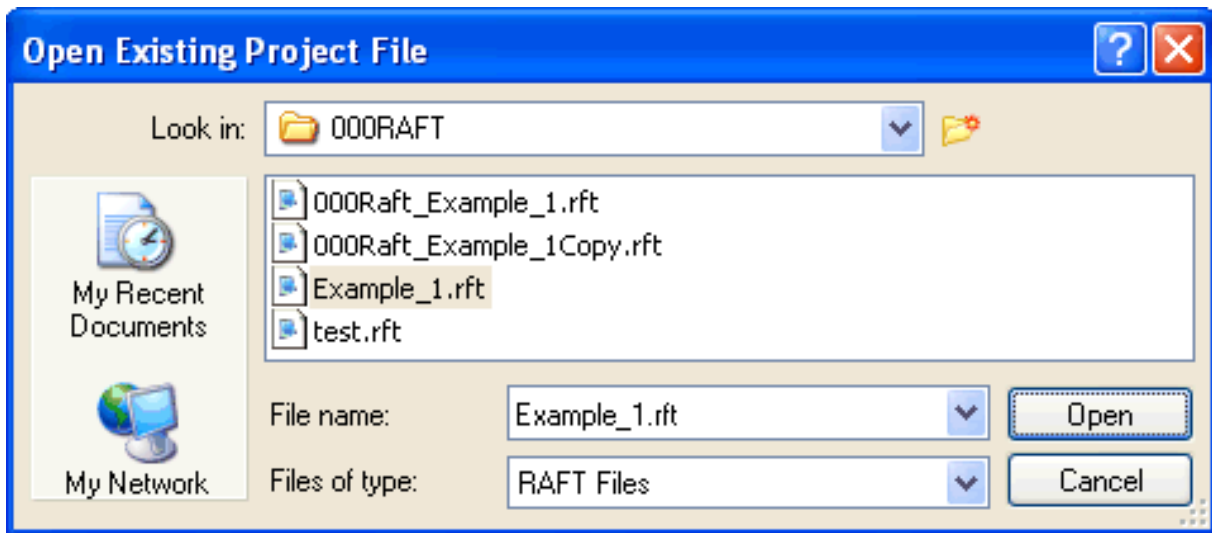 Open Existing Project File
Look in: 000RAFT
000Raft_Example_1.rft
000Raft_Example_1Copy.rft
Example_1.rft
test.rft
My Recent
Documents
My Network
File name: Example_1.rft Open
Files of type: RAFT Files Cancel